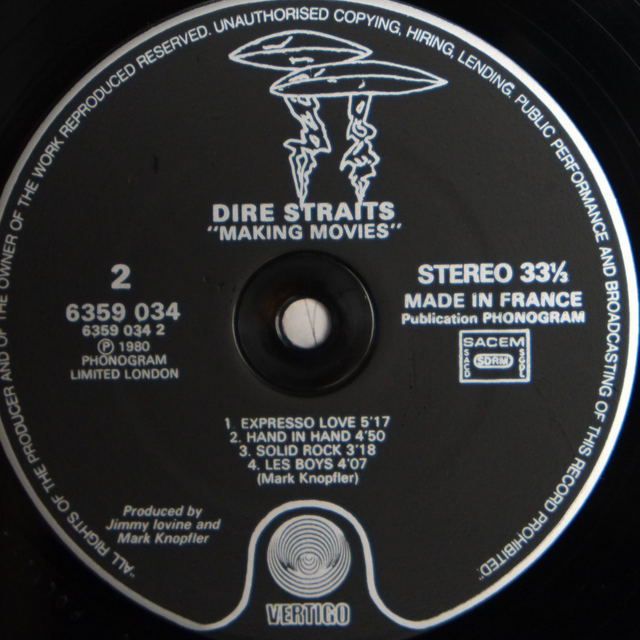 "ALL RIGHTS OF THE PRODUCER AND OF THE OWNER OF THE WORK REPRODUCED RESERVED. UNAUTHORISED COPYING, HIRING, LENDING, PUBLIC PERFORMANCE AND BROADCASTING OF THIS RECORD PROHIBITED."
DIRE STRAITS
"MAKING MOVIES"
2
6359 034
6359 034 2
Ⓟ 1980
PHONOGRAM
LIMITED LONDON
STEREO 33⅓
MADE IN FRANCE
Publication PHONOGRAM
SACEM
SDRM
1 EXPRESSO LOVE 5'17
2. HAND IN HAND 4'50
3. SOLID ROCK 3'18
4. LES BOYS 4'07
(Mark Knopfler)
Produced by
Jimmy Iovine and
Mark Knopfler
VERTIGO